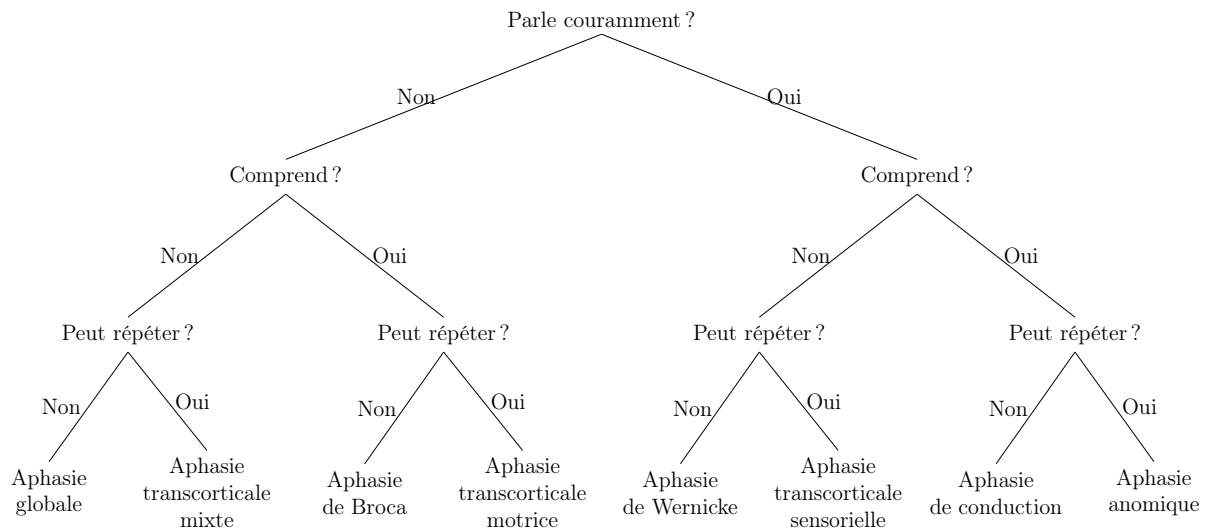 Parle couramment ?
Non
Oui
Comprend ?
Comprend ?
Non
Oui
Non
Oui
Peut répéter ?
Peut répéter ?
Peut répéter ?
Peut répéter ?
Non
Oui
Non
Oui
Non
Oui
Non
Oui
Aphasie
globale
Aphasie
transcorticale
mixte
Aphasie
de Broca
Aphasie
transcorticale
motrice
Aphasie
de Wernicke
Aphasie
transcorticale
sensorielle
Aphasie
de conduction
Aphasie
anomique